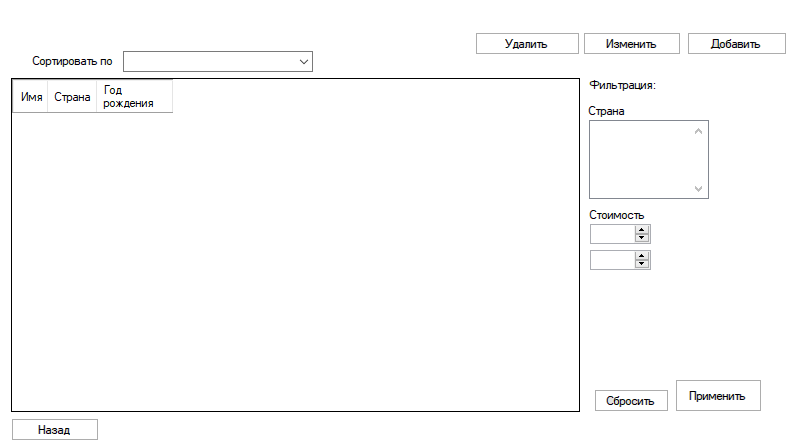 Удалить
Изменить
Добавить
Сортировать по
Имя
Страна
Год
рождения
Фильтрация:
Страна
Стоимость
Сбросить
Применить
Назад